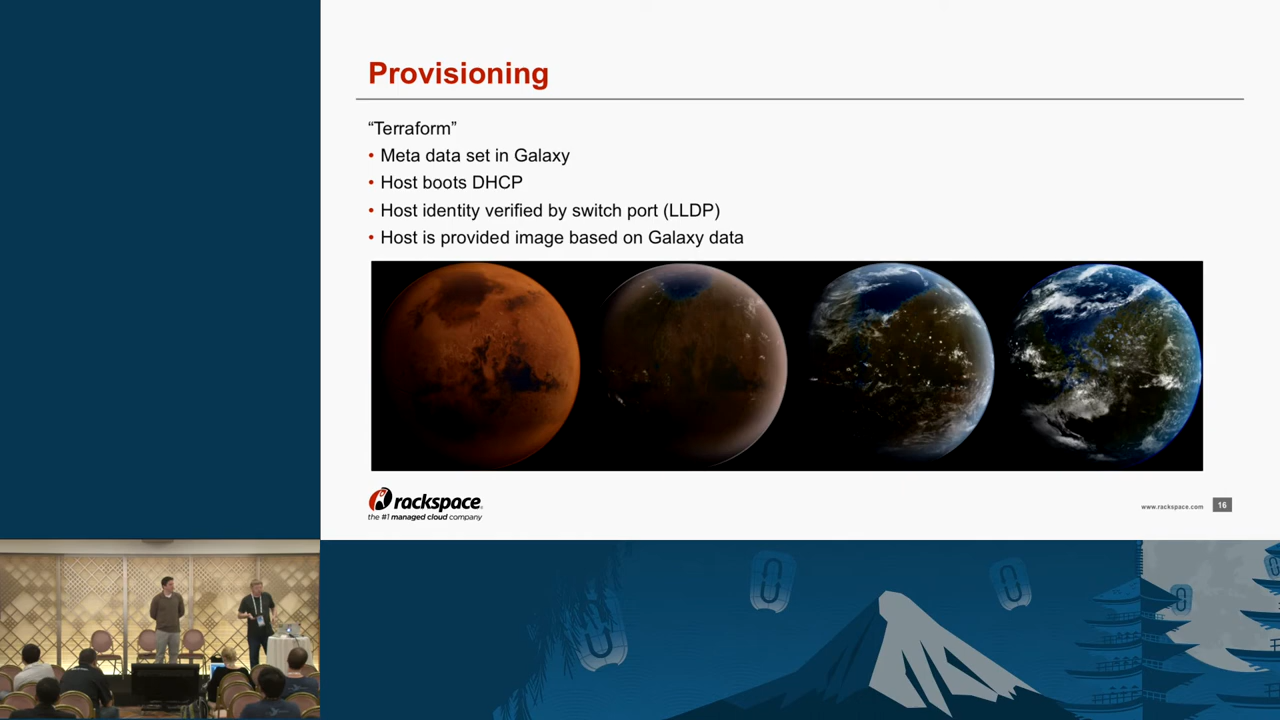 Provisioning
“Terraform”
• Meta data set in Galaxy
• Host boots DHCP
• Host identity verified by switch port (LLDP)
• Host is provided image based on Galaxy data
rackspace
the #1 managed cloud company
www.rackspace.com
16